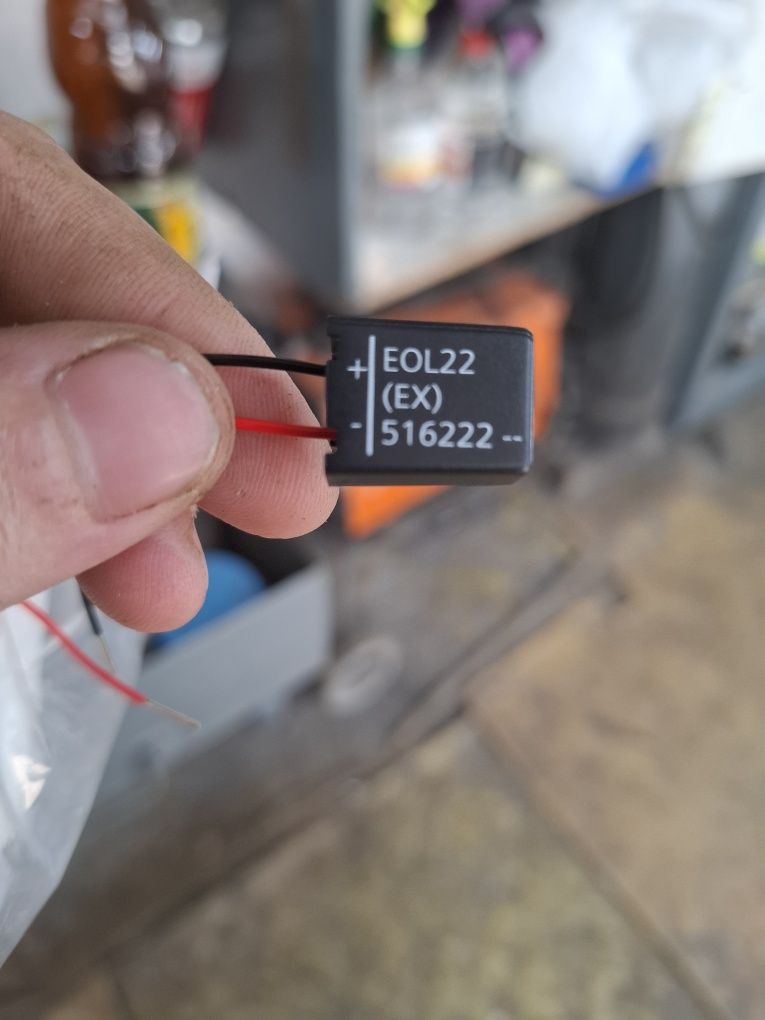 + EOL22
(EX)
- 516222 --